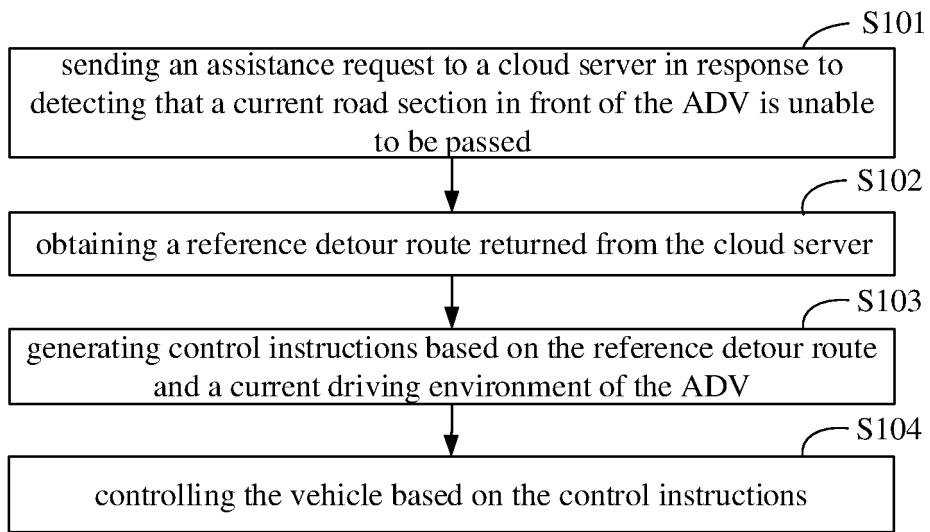 S101
sending an assistance request to a cloud server in response to
detecting that a current road section in front of the ADV is unable
to be passed
S102
obtaining a reference detour route returned from the cloud server
S103
generating control instructions based on the reference detour route
and a current driving environment of the ADV
S104
controlling the vehicle based on the control instructions